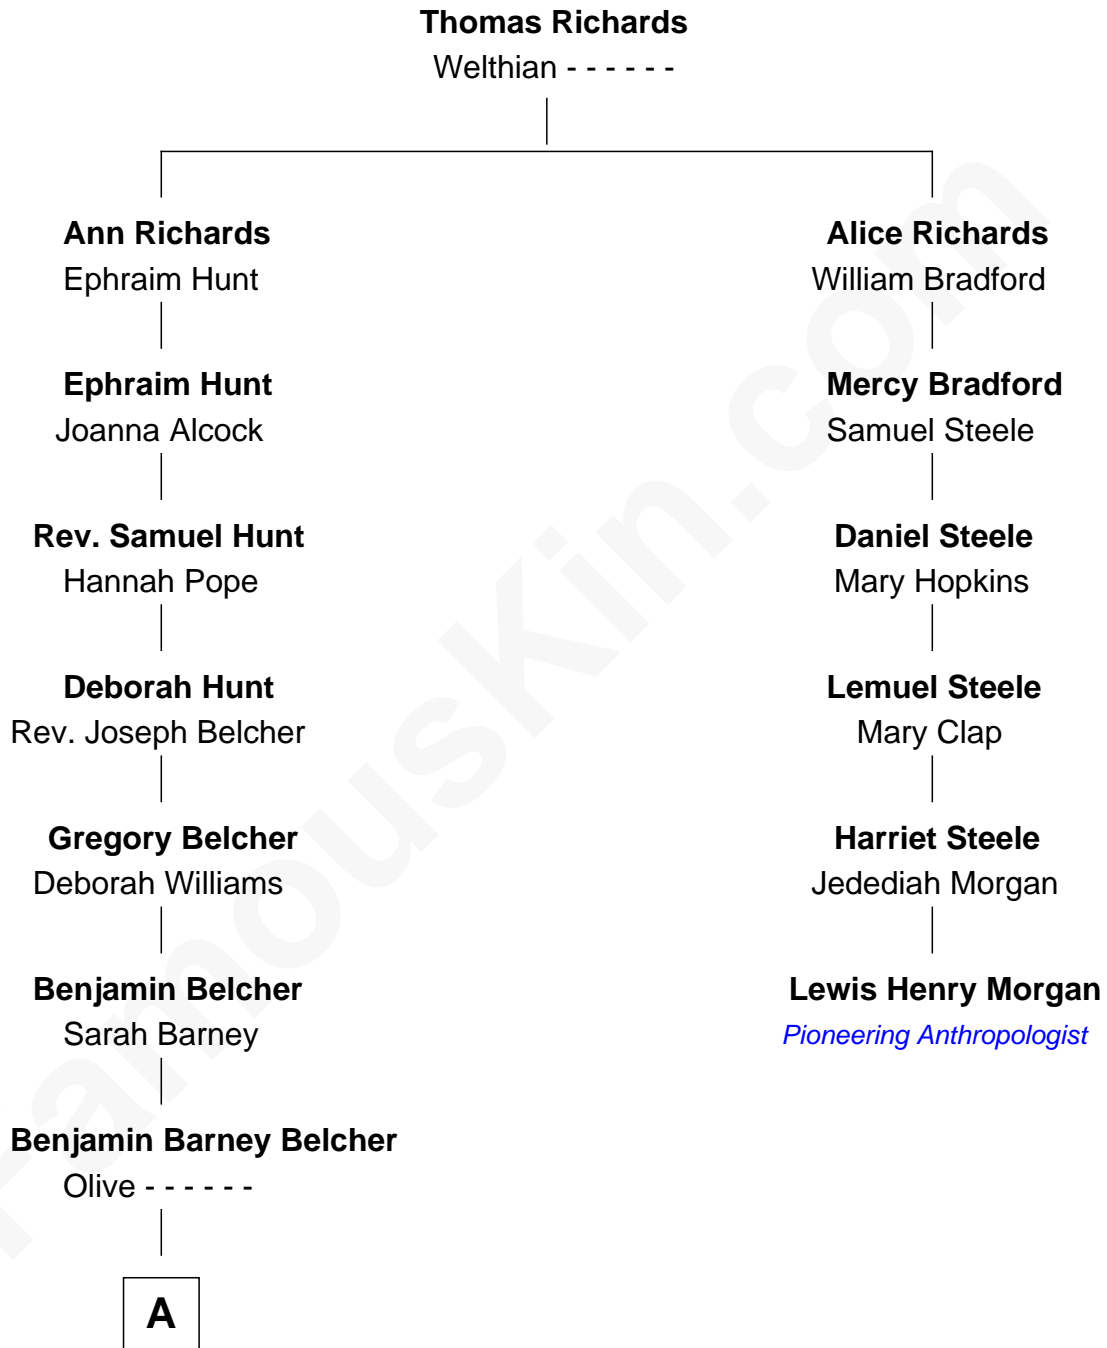 Thomas Richards
Welthian - - - - - -
Ann Richards
Ephraim Hunt
Alice Richards
William Bradford
Ephraim Hunt
Joanna Alcock
Mercy Bradford
Samuel Steele
Rev. Samuel Hunt
Hannah Pope
Daniel Steele
Mary Hopkins
Deborah Hunt
Rev. Joseph Belcher
Lemuel Steele
Mary Clap
Gregory Belcher
Deborah Williams
Harriet Steele
Jedediah Morgan
Benjamin Belcher
Sarah Barney
Lewis Henry Morgan
Pioneering Anthropologist
Benjamin Barney Belcher
Olive - - - - - -
A
FamousKin.com